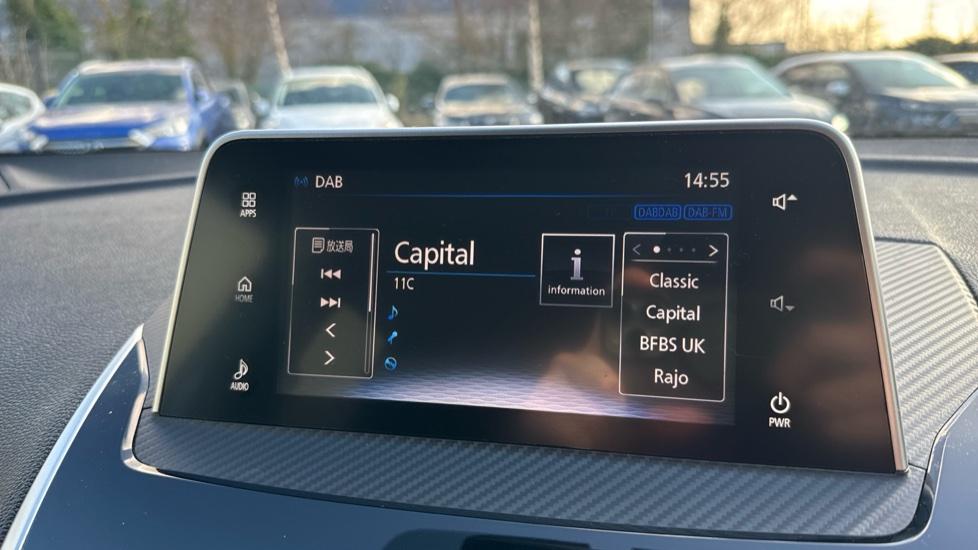 DAB
14:55
DABDAB DAB-FM
APPS
HOME
AUDIO
放送局
Capital
11C
i
information
Classic
Capital
BFBS UK
Rajo
PWR